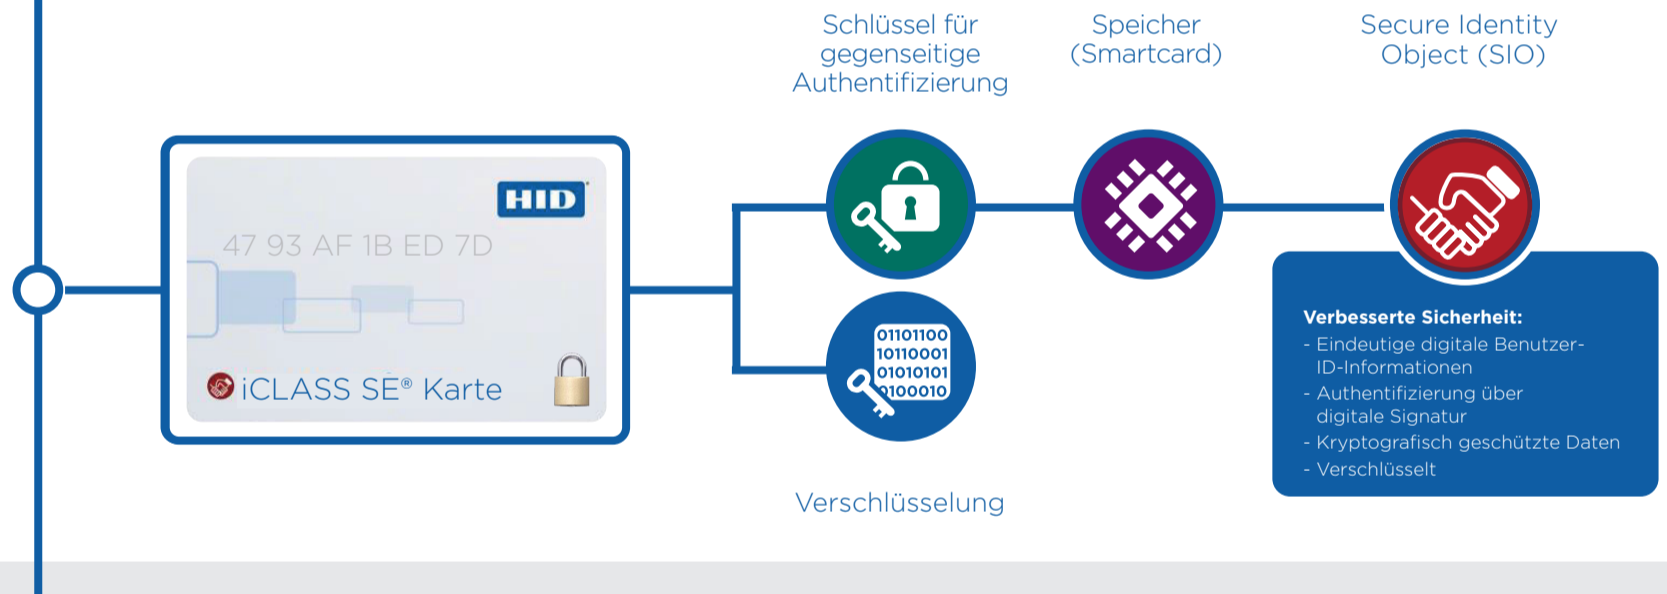 Schlüssel für
gegenseitige
Authentifizierung
Speicher
(Smartcard)
Secure Identity
Object (SIO)
HID
47 93 AF 1B ED 7D
iCLASS SE® Karte
01101100
10110001
01010101
0100010
Verschlüsselung
Verbesserte Sicherheit:
- Eindeutige digitale Benutzer-
ID-Informationen
- Authentifizierung über
digitale Signatur
- Kryptografisch geschützte Daten
- Verschlüsselt